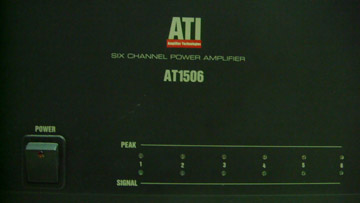 ATI
Amplifier Technologies
SIX CHANNEL POWER AMPLIFIER
AT1506
POWER
PEAK
1 2 3 4 5 6
SIGNAL